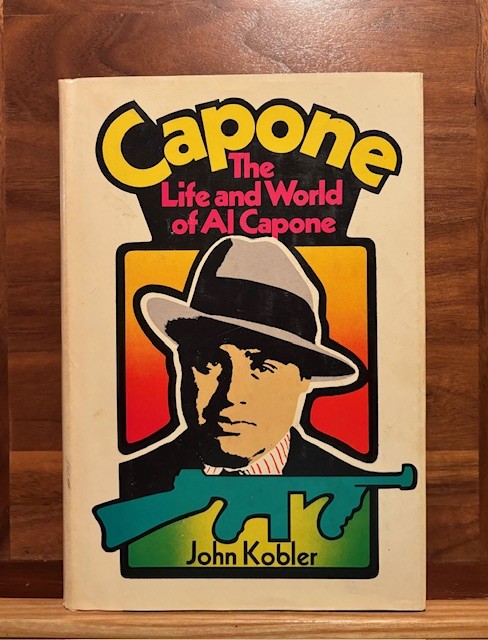 Capone
The
Life and World
of Al Capone
John Kobler